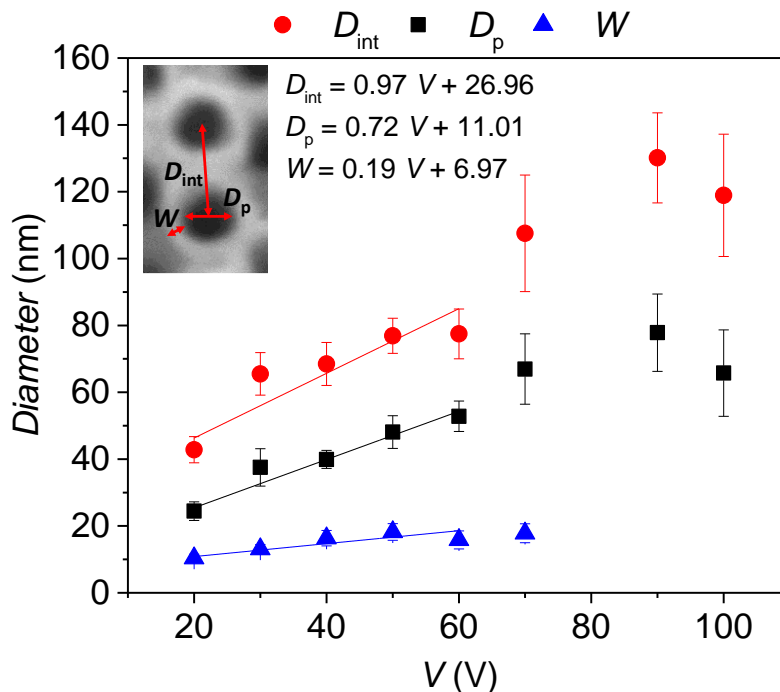 D_int D_p W
D_int = 0.97 V + 26.96
D_p = 0.72 V + 11.01
W = 0.19 V + 6.97
D_int
D_p
W
Diameter (nm)
160
140
120
100
80
60
40
20
0
20 40 60 80 100
V (V)